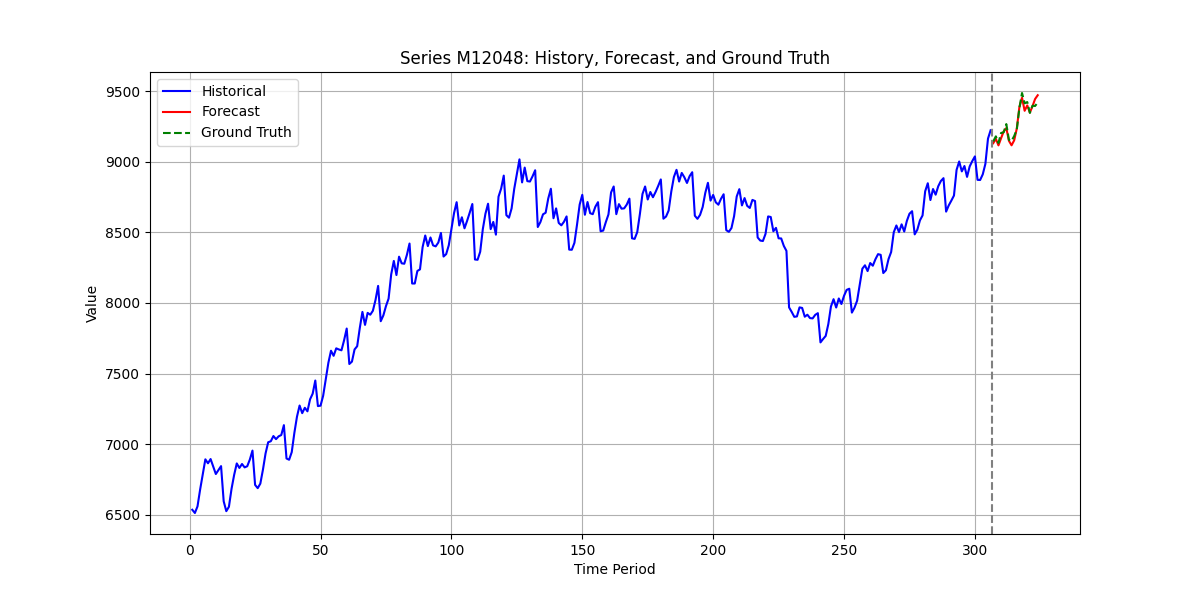 Series M12048: History, Forecast, and Ground Truth
Historical
Forecast
Ground Truth
Value
9500
9000
8500
8000
7500
7000
6500
0 50 100 150 200 250 300
Time Period